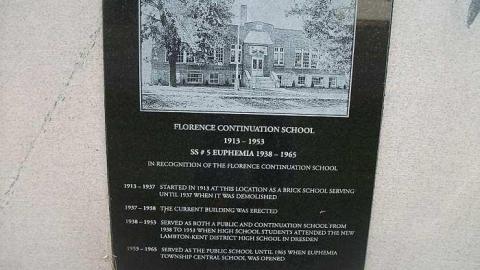 FLORENCE CONTINUATION SCHOOL
1913 - 1953
SS # 5 EUPHEMIA 1938 - 1965
IN RECOGNITION OF THE FLORENCE CONTINUATION SCHOOL
1913 - 1937 STARTED IN 1913 AT THIS LOCATION AS A BRICK SCHOOL SERVING
UNTIL 1937 WHEN IT WAS DEMOLISHED
1937 - 1938 THE CURRENT BUILDING WAS ERECTED
1938 - 1953 SERVED AS BOTH A PUBLIC AND CONTINUATION SCHOOL FROM
1938 TO 1953 WHEN HIGH SCHOOL STUDENTS ATTENDED THE NEW
LAMBTON-KENT DISTRICT HIGH SCHOOL IN DRESDEN
1953 - 1965 SERVED AS THE PUBLIC SCHOOL UNTIL 1965 WHEN EUPHEMIA
TOWNSHIP CENTRAL SCHOOL WAS OPENED